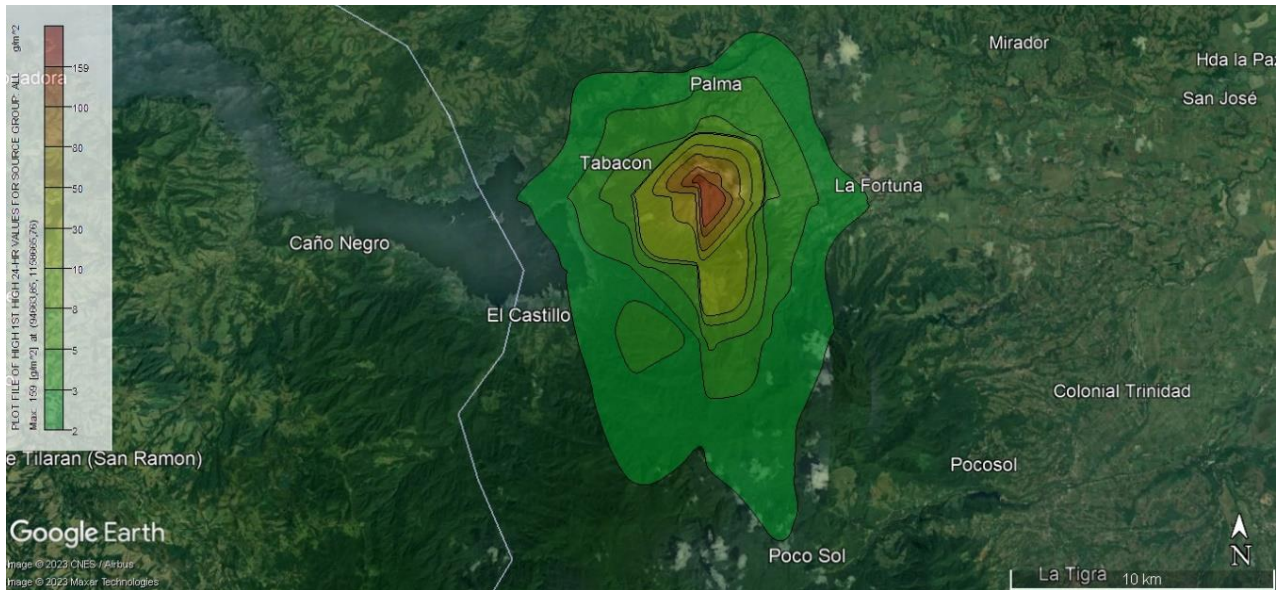 PLOT FILE OF HIGH 1ST HIGH 24-HR VALUES FOR SOURCE GROUP: ALL
g/m^2
Max: 159 [g/m^2] at
159
100
80
50
30
10
8
5
3
2
Mirador
Hda la Paz
San José
Palma
Tabacon
La Fortuna
Caño Negro
El Castillo
Colonial Trinidad
e Tilaran (San Ramon)
Pocosol
Poco Sol
La Tigra
10 km
N
Google Earth
Image © 2023 CNES / Airbus
Image © 2023 Maxar Technologies